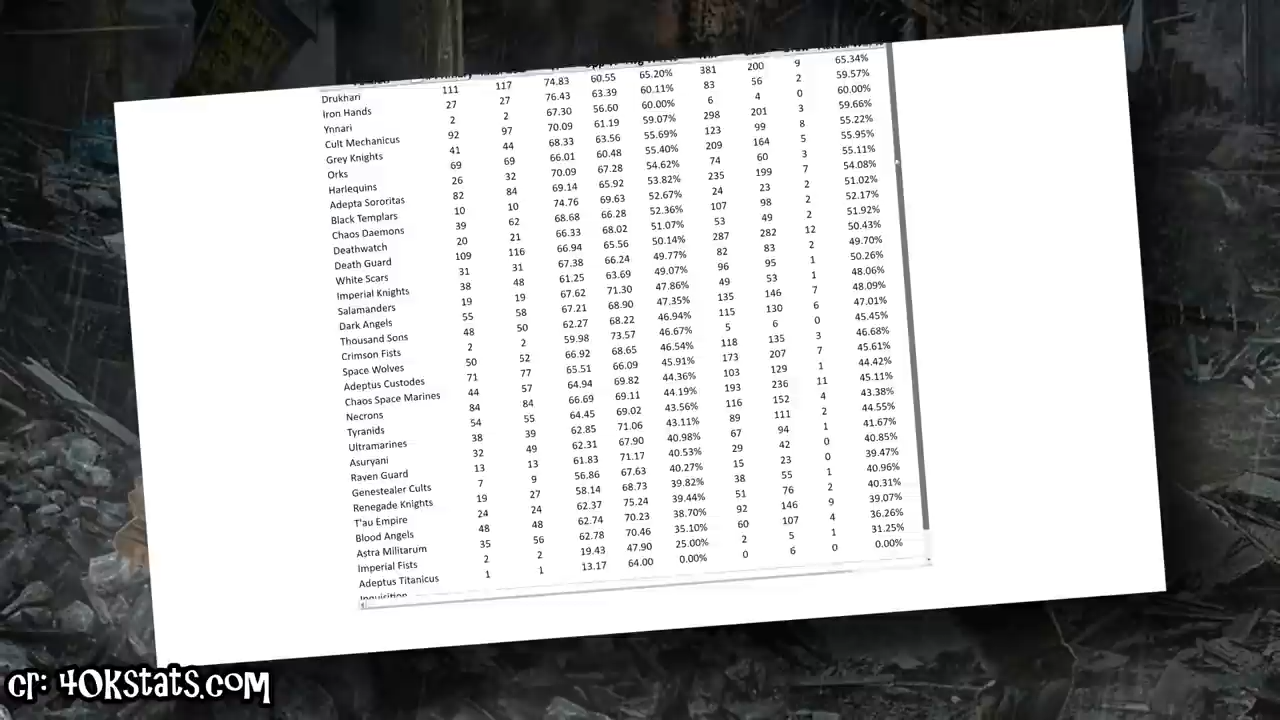 Drukhari 111 117 74.83 60.55 65.20% 381 200 9 65.34%
Iron Hands 27 27 76.43 63.39 60.11% 83 56 2 59.57%
Ynnari 2 2 67.30 56.60 60.00% 6 4 0 60.00%
Cult Mechanicus 92 97 70.09 61.19 59.07% 298 201 3 59.66%
Grey Knights 41 44 68.33 63.56 55.69% 123 99 8 55.22%
Orks 69 69 66.01 60.48 55.40% 209 164 5 55.95%
Harlequins 26 32 70.09 67.28 54.62% 74 60 3 55.11%
Adepta Sororitas 82 84 69.14 65.92 53.82% 235 199 7 54.08%
Black Templars 10 10 74.76 69.63 52.67% 24 23 2 51.02%
Chaos Daemons 39 62 68.68 66.28 52.36% 107 98 2 52.17%
Deathwatch 20 21 66.33 68.02 51.07% 53 49 2 51.92%
Death Guard 109 116 66.94 65.56 50.14% 287 282 12 50.43%
White Scars 31 31 67.38 66.24 49.77% 82 83 2 49.70%
Imperial Knights 38 48 61.25 63.69 49.07% 96 95 1 50.26%
Salamanders 19 19 67.62 71.30 47.86% 49 53 1 48.06%
Dark Angels 55 58 67.21 68.90 47.35% 135 146 7 48.09%
Thousand Sons 48 50 62.27 68.22 46.94% 115 130 6 47.01%
Crimson Fists 2 2 59.98 73.57 46.67% 5 6 0 45.45%
Space Wolves 50 52 66.92 68.65 46.54% 118 135 3 46.68%
Adeptus Custodes 71 77 65.51 66.09 45.91% 173 207 7 45.61%
Chaos Space Marines 44 57 64.94 69.82 44.36% 103 129 1 44.42%
Necrons 84 84 66.69 69.11 44.19% 193 236 11 45.11%
Tyranids 54 55 64.45 69.02 43.56% 116 152 4 43.38%
Ultramarines 38 39 62.85 71.06 43.11% 89 111 2 44.55%
Asuryani 32 49 62.31 67.90 40.98% 67 94 1 41.67%
Raven Guard 13 13 61.83 71.17 40.53% 29 42 0 40.85%
Genestealer Cults 7 9 56.86 67.63 40.27% 15 23 0 39.47%
Renegade Knights 19 27 58.14 68.73 39.82% 38 55 1 40.96%
T'au Empire 24 24 62.37 75.24 39.44% 51 76 2 40.31%
Blood Angels 48 48 62.74 70.23 38.70% 92 146 9 39.07%
Astra Militarum 35 56 62.78 70.46 35.10% 60 107 4 36.26%
Imperial Fists 2 2 19.43 47.90 25.00% 2 5 1 31.25%
Adeptus Titanicus 1 1 13.17 64.00 0.00% 0 6 0 0.00%
cr: 40kstats.com